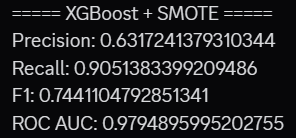 ===== XGBoost + SMOTE =====
Precision: 0.6317241379310344
Recall: 0.9051383399209486
F1: 0.7441104792851341
ROC AUC: 0.9794895995202755